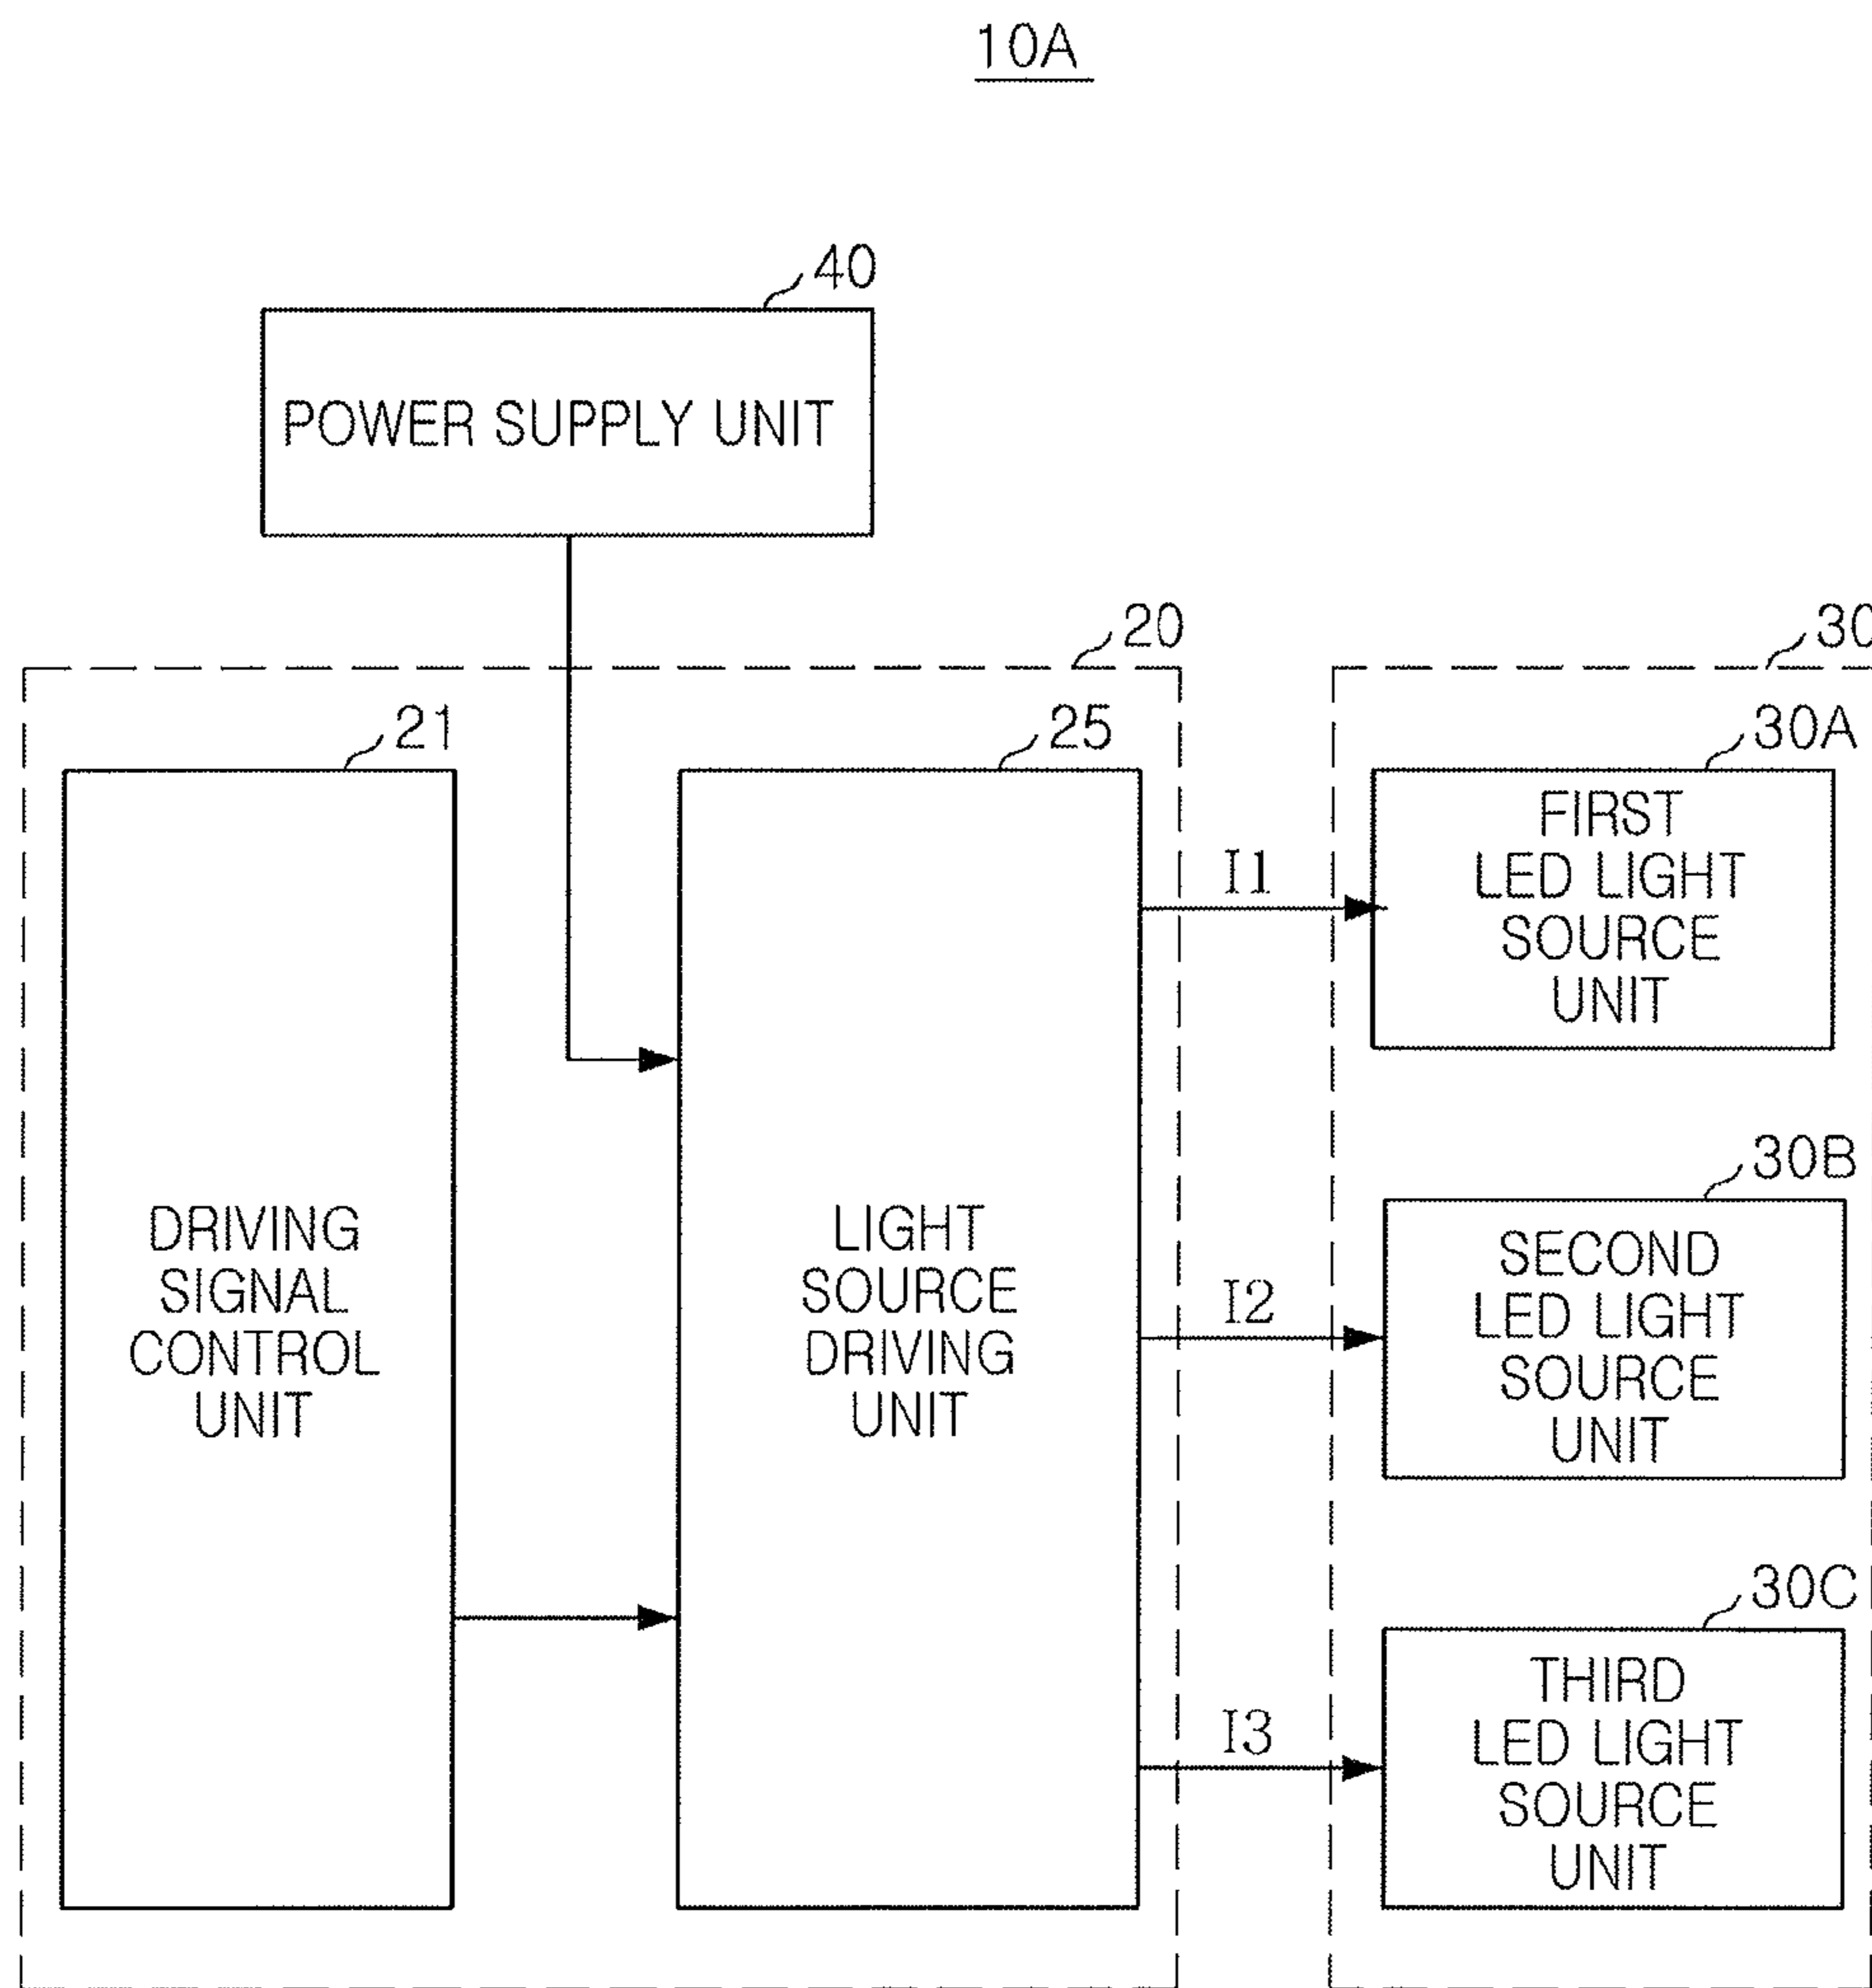 10A
40
POWER SUPPLY UNIT
20
30
21
25
30A
DRIVING
SIGNAL
CONTROL
UNIT
LIGHT
SOURCE
DRIVING
UNIT
I1
I2
I3
FIRST
LED LIGHT
SOURCE
UNIT
30B
SECOND
LED LIGHT
SOURCE
UNIT
30C
THIRD
LED LIGHT
SOURCE
UNIT